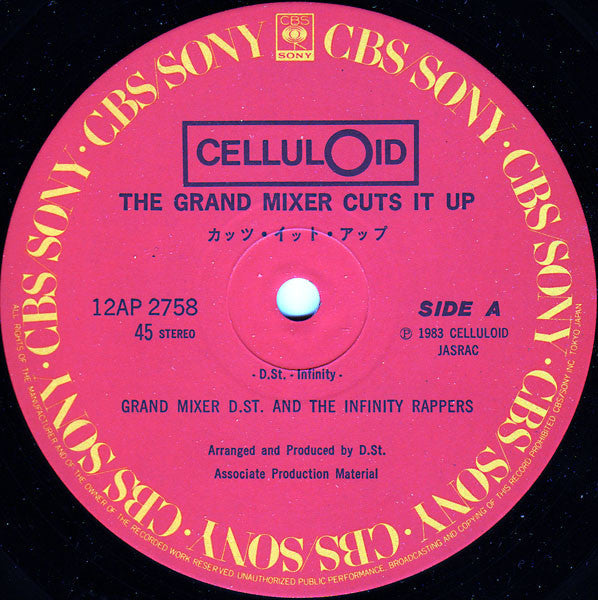 CBS
SONY
CBS/SONY · CBS/SONY · CBS/SONY · CBS/SONY · CBS/SONY · CBS/SONY · CBS SONY · CBS/SONY
CELLULOID
THE GRAND MIXER CUTS IT UP
カッツ・イット・アップ
12AP 2758
SIDE A
45 STEREO
Ⓟ 1983 CELLULOID
JASRAC
- D.St. - Infinity -
GRAND MIXER D.ST. AND THE INFINITY RAPPERS
Arranged and Produced by D.St.
Associate Production Material
ALL RIGHTS OF THE MANUFACTURER AND OF THE OWNER OF THE RECORDED WORK RESERVED. UNAUTHORIZED PUBLIC PERFORMANCE, BROADCASTING AND COPYING OF THIS RECORD PROHIBITED CBS/SONY INC. TOKYO JAPAN